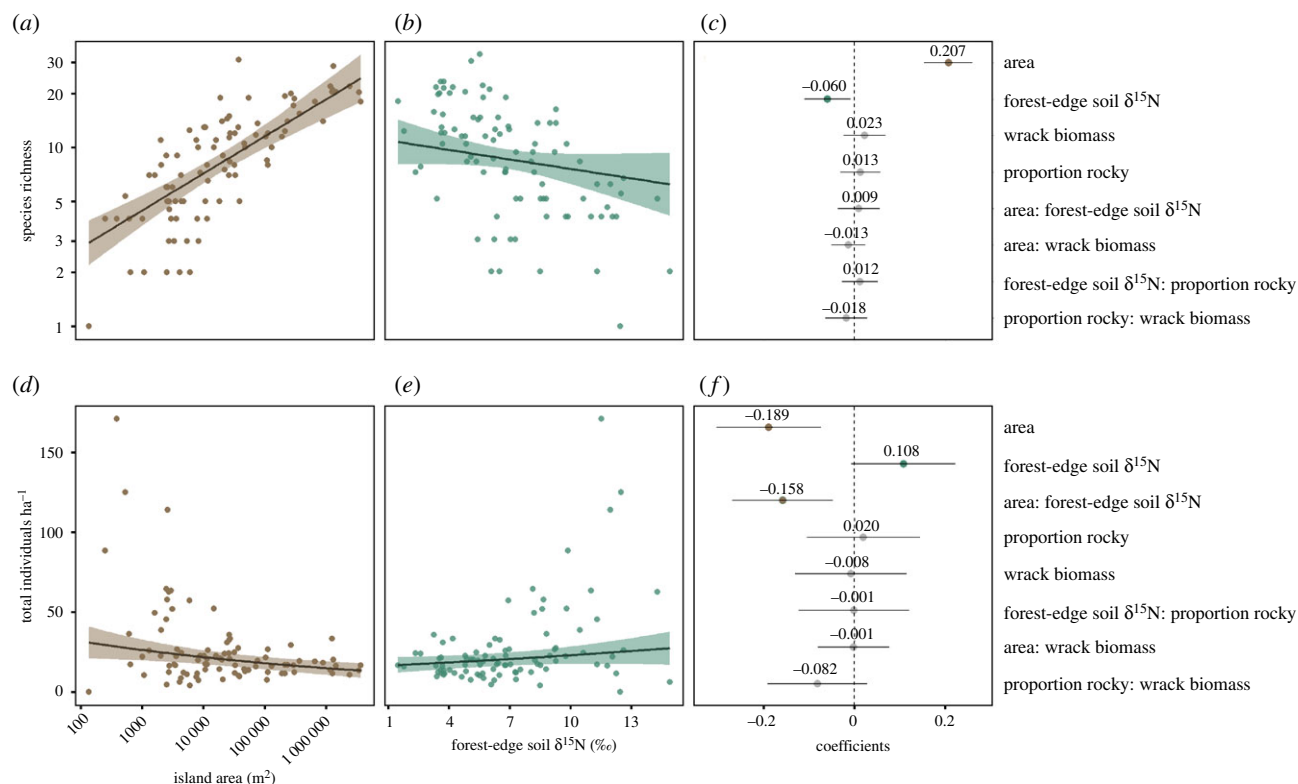 (a)
(b)
(c)
species richness
30
20
10
5
3
2
1
0.207
–0.060
0.023
0.013
0.009
–0.013
0.012
–0.018
area
forest-edge soil δ¹⁵N
wrack biomass
proportion rocky
area: forest-edge soil δ¹⁵N
area: wrack biomass
forest-edge soil δ¹⁵N: proportion rocky
proportion rocky: wrack biomass
(d)
(e)
(f)
total individuals ha⁻¹
150
100
50
0
100
1000
10 000
100 000
1 000 000
island area (m²)
1
4
7
10
13
forest-edge soil δ¹⁵N (‰)
–0.189
0.108
–0.158
0.020
–0.008
–0.001
–0.001
–0.082
–0.2
0
0.2
coefficients
area
forest-edge soil δ¹⁵N
area: forest-edge soil δ¹⁵N
proportion rocky
wrack biomass
forest-edge soil δ¹⁵N: proportion rocky
area: wrack biomass
proportion rocky: wrack biomass